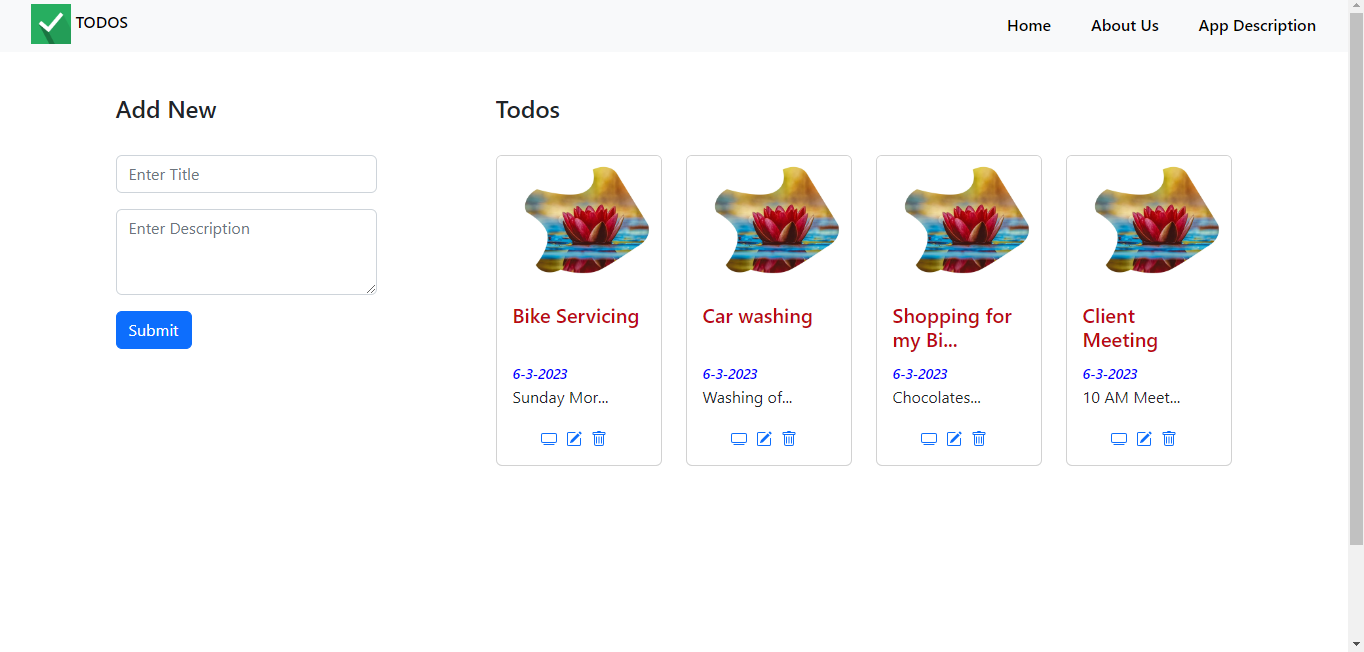 TODOS
Home
About Us
App Description
Add New
Enter Title
Enter Description
Submit
Todos
Bike Servicing
6-3-2023
Sunday Mor...
Car washing
6-3-2023
Washing of...
Shopping for
my Bi...
6-3-2023
Chocolates...
Client
Meeting
6-3-2023
10 AM Meet...